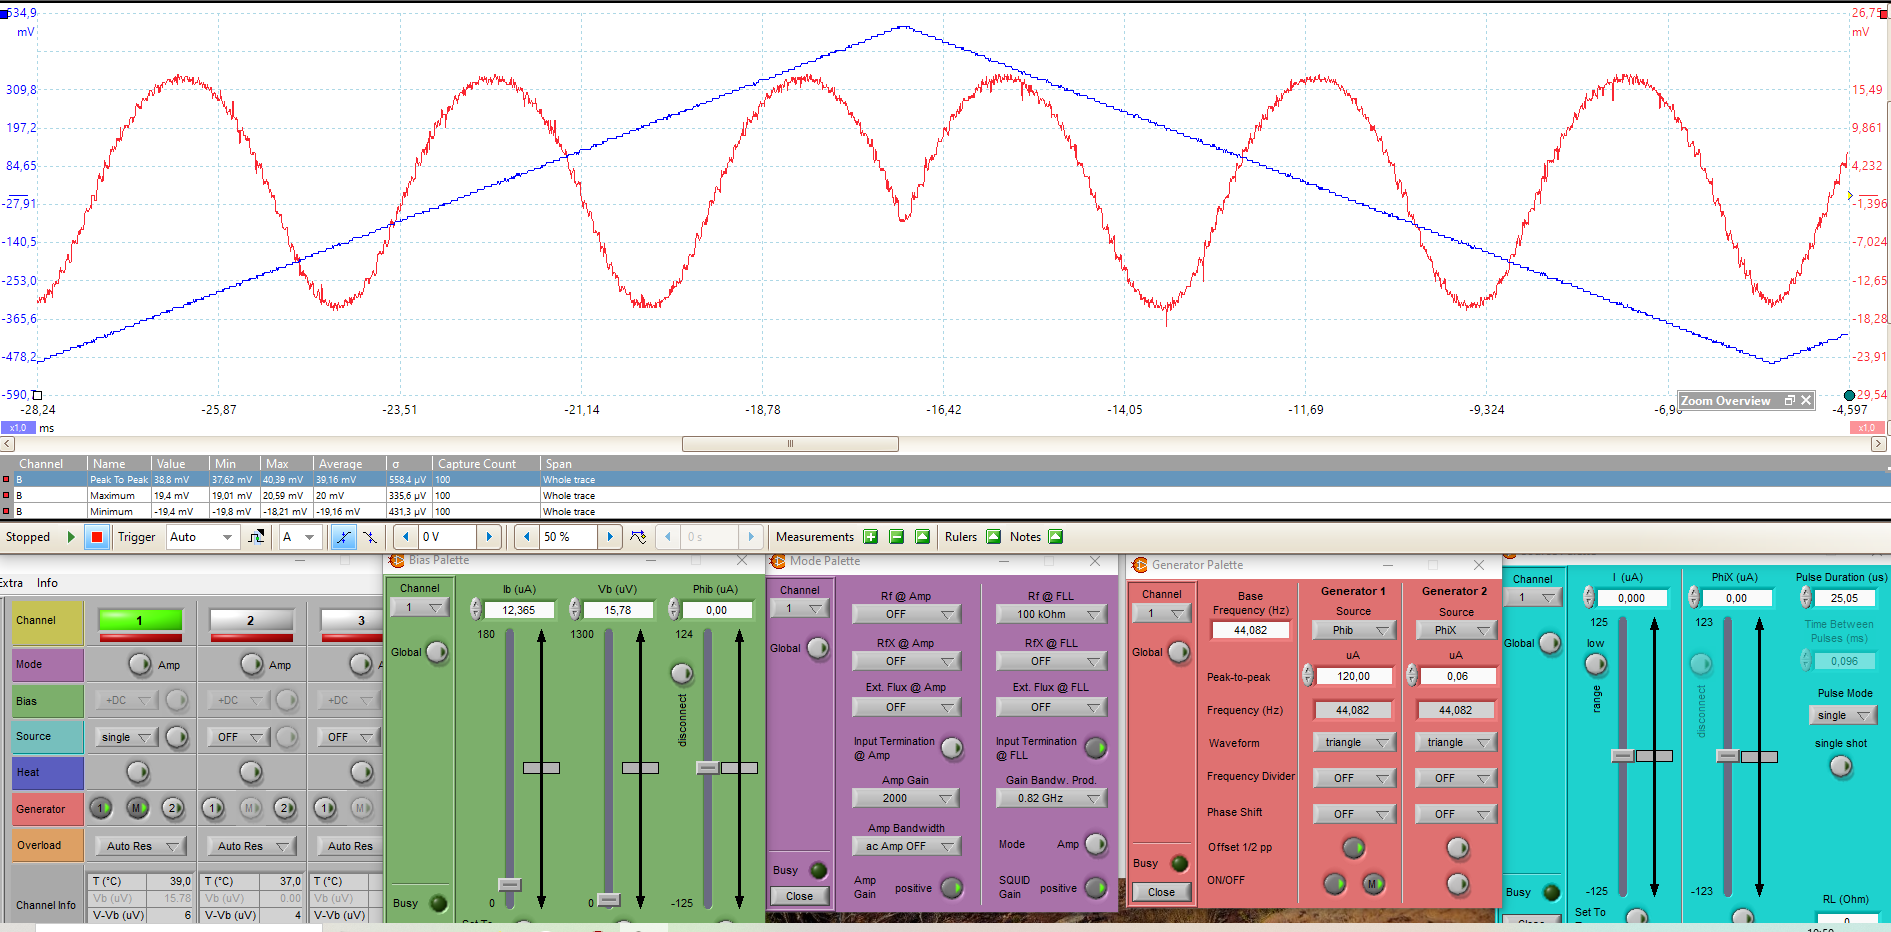 534,9 26,75
mV mV
309,8 15,49
197,2 9,861
84,65 4,232
-27,91 -1,396
-140,5 -7,024
-253,0 -12,65
-365,6 -18,28
-478,2 -23,91
-590,7 Zoom Overview 29,54
-28,24 -25,87 -23,51 -21,14 -18,78 -16,42 -14,05 -11,69 -9,324 -4,597
x1,0 ms x1,0
Channel Name Value Min Max Average σ Capture Count Span
B Peak To Peak 38,8 mV 37,62 mV 40,39 mV 39,16 mV 558,4 µV 100 Whole trace
B Maximum 19,4 mV 19,01 mV 20,59 mV 20 mV 335,6 µV 100 Whole trace
B Minimum -19,4 mV -19,8 mV -18,21 mV -19,16 mV 431,3 µV 100 Whole trace
Stopped Trigger Auto A 0 V 50 % 0 s Measurements Rulers Notes
Extra Info
Channel 1 2 3
Mode Amp Amp
Bias +DC +DC +DC
Source single OFF OFF
Heat
Generator 1 M 2 1 M 2 1 M
Overload Auto Res Auto Res Auto Res
Channel Info
T (°C) 39,0 T (°C) 37,0 T (°C)
Vb (uV) 15.78 Vb (uV) 0.00 Vb (uV)
V-Vb (uV) 6 V-Vb (uV) 4 V-Vb (uV)
Bias Palette
Channel Ib (uA) Vb (uV) Phib (uA)
1 12,365 15,78 0,00
180 1300 124
Global
disconnect
0 0 -125
Busy
Set To
Mode Palette
Channel
1
Global
Busy
Close
Rf @ Amp Rf @ FLL
OFF 100 kOhm
RfX @ Amp RfX @ FLL
OFF OFF
Ext. Flux @ Amp Ext. Flux @ FLL
OFF OFF
Input Termination Input Termination
@ Amp @ FLL
Amp Gain Gain Bandw. Prod.
2000 0.82 GHz
Amp Bandwidth
ac Amp OFF Mode Amp
Amp Gain positive SQUID Gain positive
Generator Palette
Channel
1
Global
Busy
Close
Base Generator 1 Generator 2
Frequency (Hz) Source Source
44,082 Phib PhiX
uA uA
Peak-to-peak 120,00 0,06
Frequency (Hz) 44,082 44,082
Waveform triangle triangle
Frequency Divider OFF OFF
Phase Shift OFF OFF
Offset 1/2 pp
ON/OFF M
Channel I (uA) PhiX (uA) Pulse Duration (us)
1 0,000 0,00 25,05
125 123 Time Between
Global low Pulses (ms)
0,096
range disconnect Pulse Mode
single
single shot
-125 -123
Busy RL (Ohm)
Set To